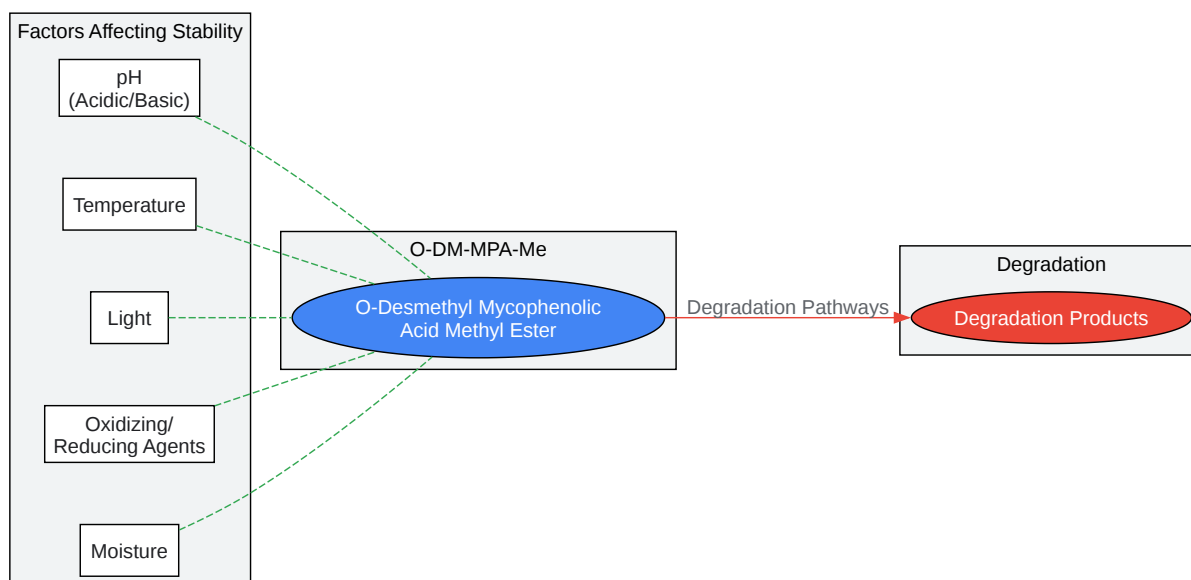 Factors Affecting Stability
pH
(Acidic/Basic)
Temperature
Light
Oxidizing/
Reducing Agents
Moisture
O-DM-MPA-Me
O-Desmethyl Mycophenolic
Acid Methyl Ester
Degradation Pathways
Degradation
Degradation Products